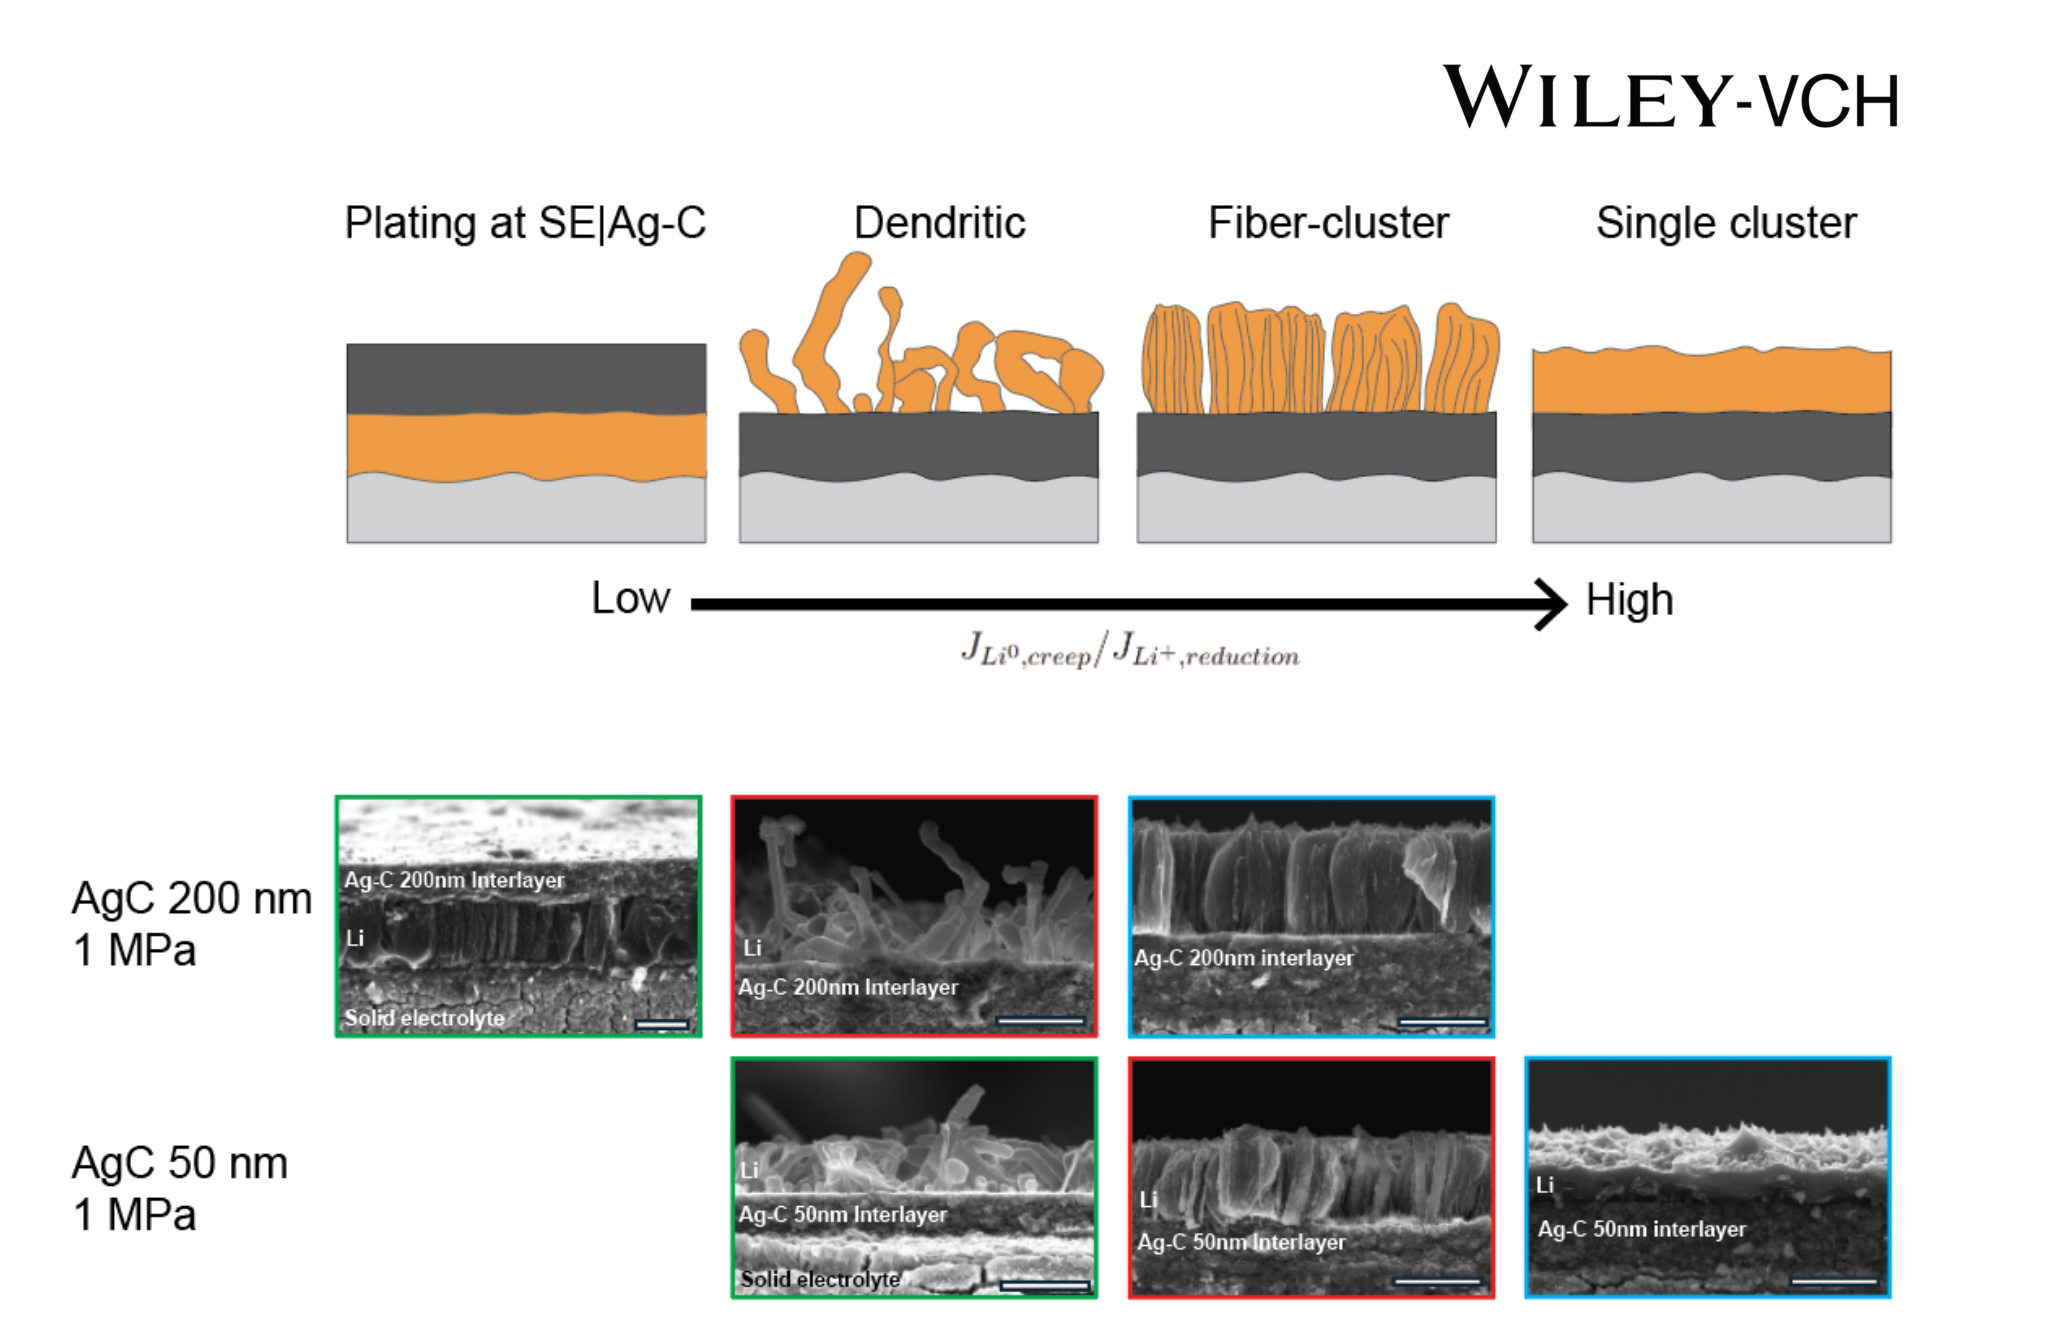 WILEY-VCH
Plating at SE|Ag-C
Dendritic
Fiber-cluster
Single cluster
Low
High
J_{Li⁰,creep}/J_{Li⁺,reduction}
AgC 200 nm
1 MPa
Ag-C 200nm Interlayer
Li
Solid electrolyte
Li
Ag-C 200nm Interlayer
Ag-C 200nm interlayer
AgC 50 nm
1 MPa
Li
Ag-C 50nm Interlayer
Solid electrolyte
Li
Ag-C 50nm Interlayer
Li
Ag-C 50nm interlayer